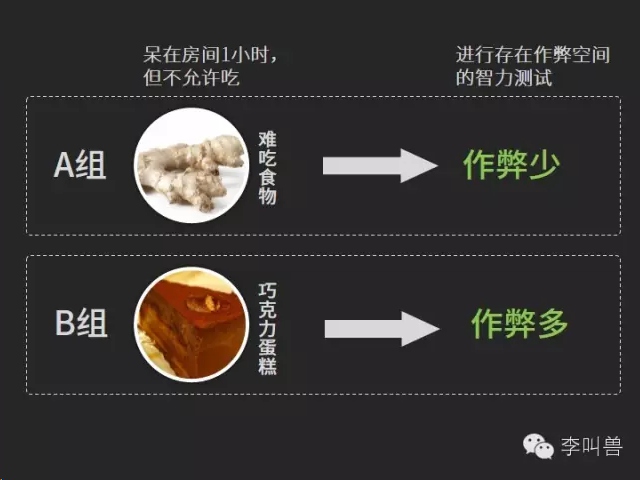 呆在房间1小时，
但不允许吃
进行存在作弊空间
的智力测试
A组
难吃食物
作弊少
B组
巧克力蛋糕
作弊多
李叫兽